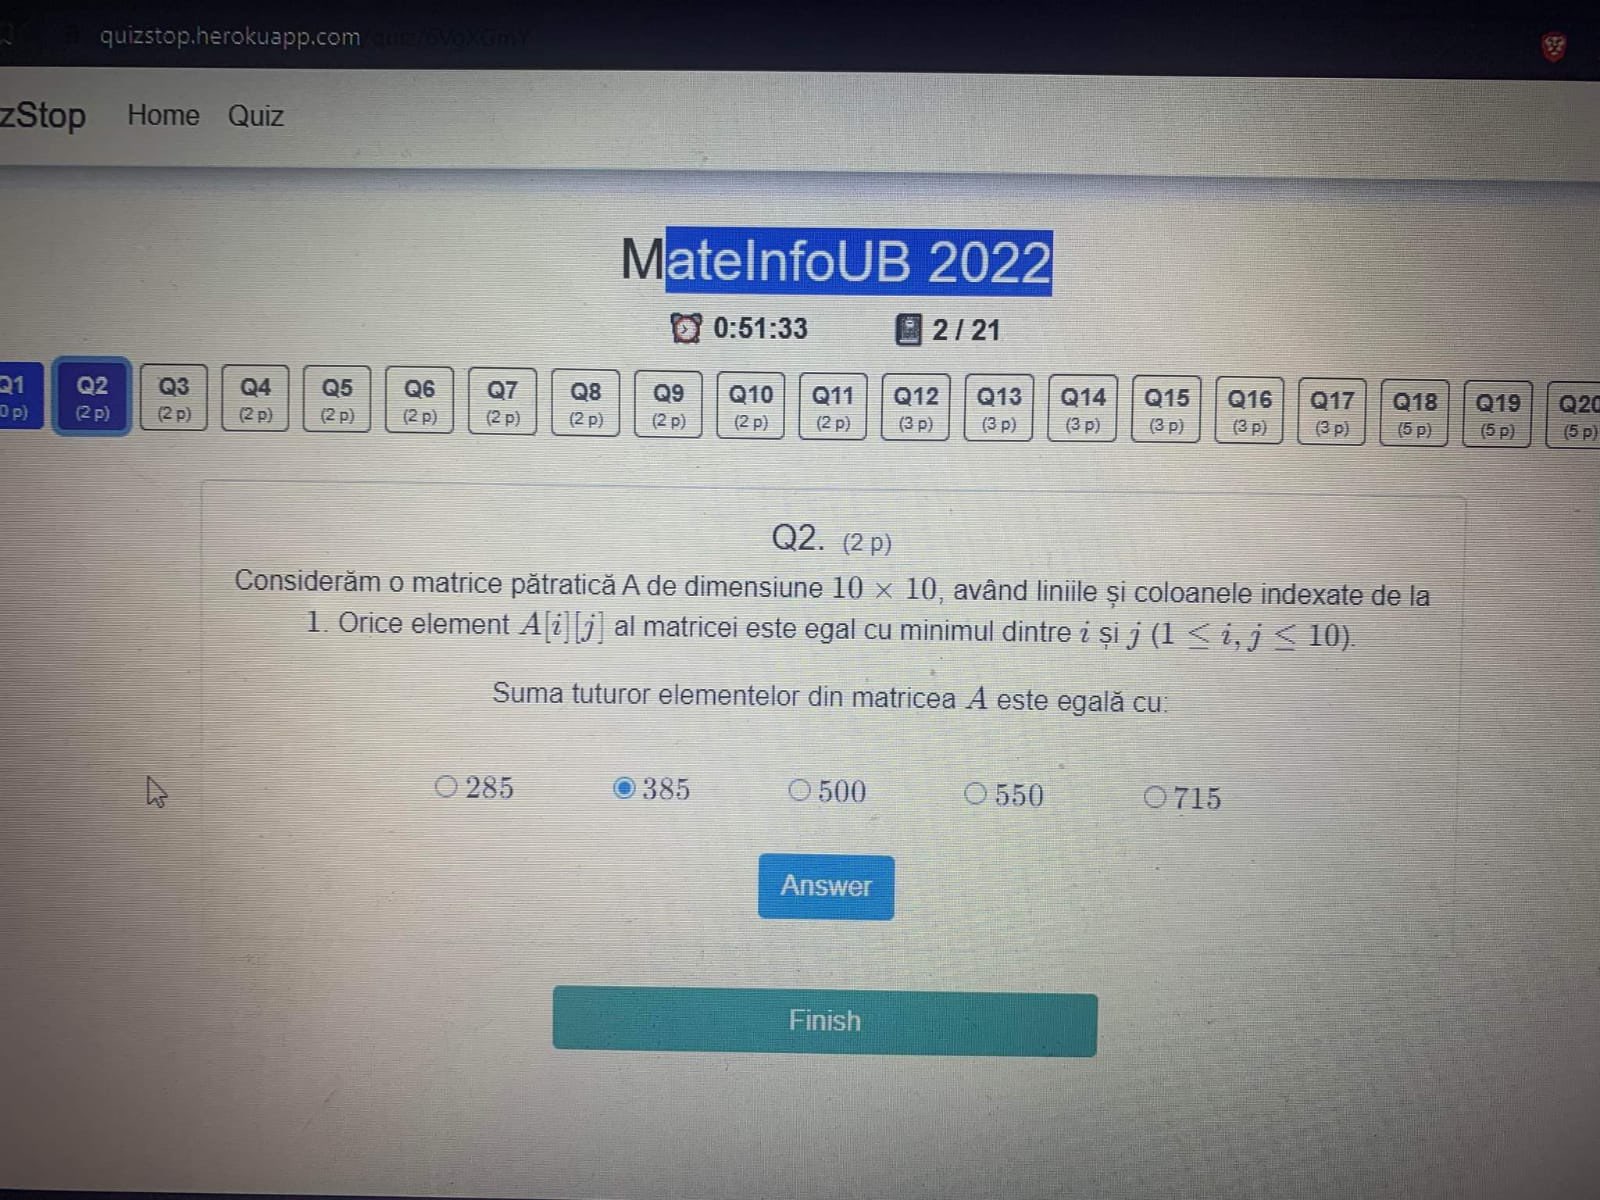 quizstop.herokuapp.com
zStop Home Quiz
MateInfoUB 2022
0:51:33 2 / 21
Q1 Q2 Q3 Q4 Q5 Q6 Q7 Q8 Q9 Q10 Q11 Q12 Q13 Q14 Q15 Q16 Q17 Q18 Q19 Q20
0 p) (2 p) (2 p) (2 p) (2 p) (2 p) (2 p) (2 p) (2 p) (2 p) (2 p) (3 p) (3 p) (3 p) (3 p) (3 p) (3 p) (5 p) (5 p) (5 p)
Q2. (2 p)
Considerăm o matrice pătratică A de dimensiune 10 × 10, având liniile și coloanele indexate de la
1. Orice element A[i][j] al matricei este egal cu minimul dintre i și j (1 ≤ i, j ≤ 10).
Suma tuturor elementelor din matricea A este egală cu:
285 385 500 550 715
Answer
Finish